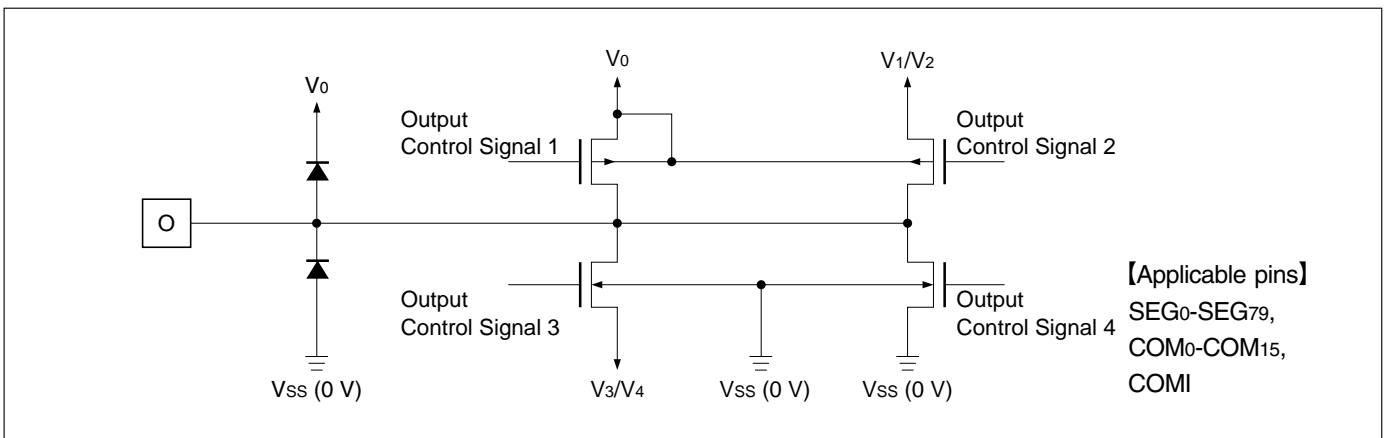 V0
V0
V1/V2
Output
Control Signal 1
Output
Control Signal 2
O
Output
Control Signal 3
Output
Control Signal 4
VSS (0 V)
V3/V4
VSS (0 V)
VSS (0 V)
【Applicable pins】
SEG0-SEG79,
COM0-COM15,
COMI